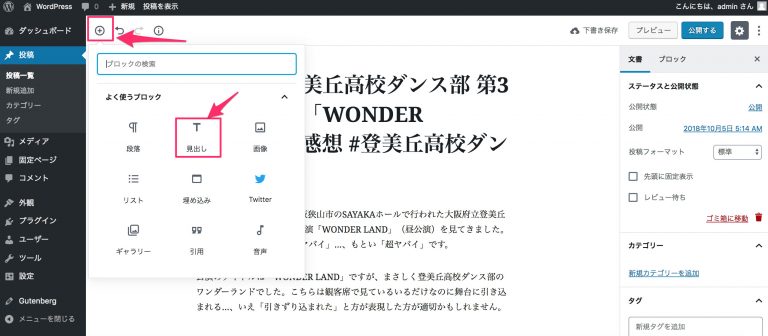 WordPress
0
新規
投稿を表示
こんにちは、admin さん
ダッシュボード
投稿
投稿一覧
新規追加
カテゴリー
タグ
メディア
固定ページ
コメント
外観
プラグイン
ユーザー
ツール
設定
Gutenberg
メニューを閉じる
下書き保存
プレビュー
公開する
ブロックの検索
よく使うブロック
段落
見出し
画像
リスト
埋め込み
Twitter
ギャラリー
引用
音声
美丘高校ダンス部 第3
「WONDER
感想 #登美丘高校ダン
狭山市のSAYAKAホールで行われた大阪府立登美丘
演「WONDER LAND」（昼公演）を見てきました。
ヤバイ」…、もとい「超ヤバイ」です。
公演のタイトルは「WONDER LAND」ですが、まさしく登美丘高校ダンス部の
ワンダーランドでした。こちらは観客席で見ているいるだけなのに舞台に引き込
まれる…、いえ「引きずり込まれた」と方が表現した方が適切かもしれません。
文書
ブロック
ステータスと公開状態
公開状態
公開
公開
2018年10月5日 5:14 AM
投稿フォーマット
標準
先頭に固定表示
レビュー待ち
ゴミ箱に移動
カテゴリー
新規カテゴリーを追加
タグ
新規タグを追加